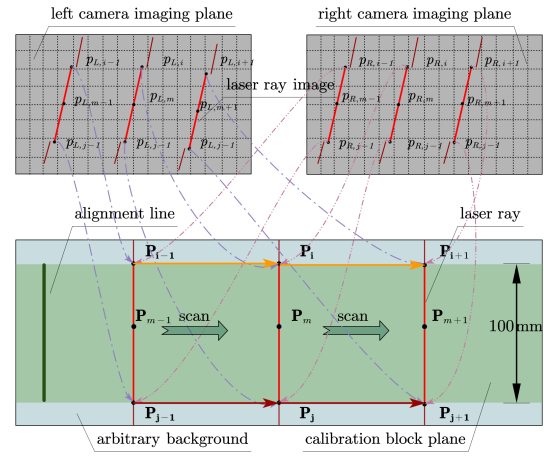 left camera imaging plane right camera imaging plane
p_{L,i-1} p_{L,i} p_{L,i+1} p_{R,i-1} p_{R,i} p_{R,i+1}
laser ray image
p_{L,m-1} p_{L,m} p_{L,m+1} p_{R,m-1} p_{R,m} p_{R,m+1}
p_{L,j-1} p_{L,j-1} p_{L,j-1} p_{R,j-1} p_{R,j-1} p_{R,j-1}
alignment line laser ray
P_{i-1} P_i P_{i+1}
P_{m-1} scan P_m scan P_{m+1} 100mm
P_{j-1} P_j P_{j+1}
arbitrary background calibration block plane